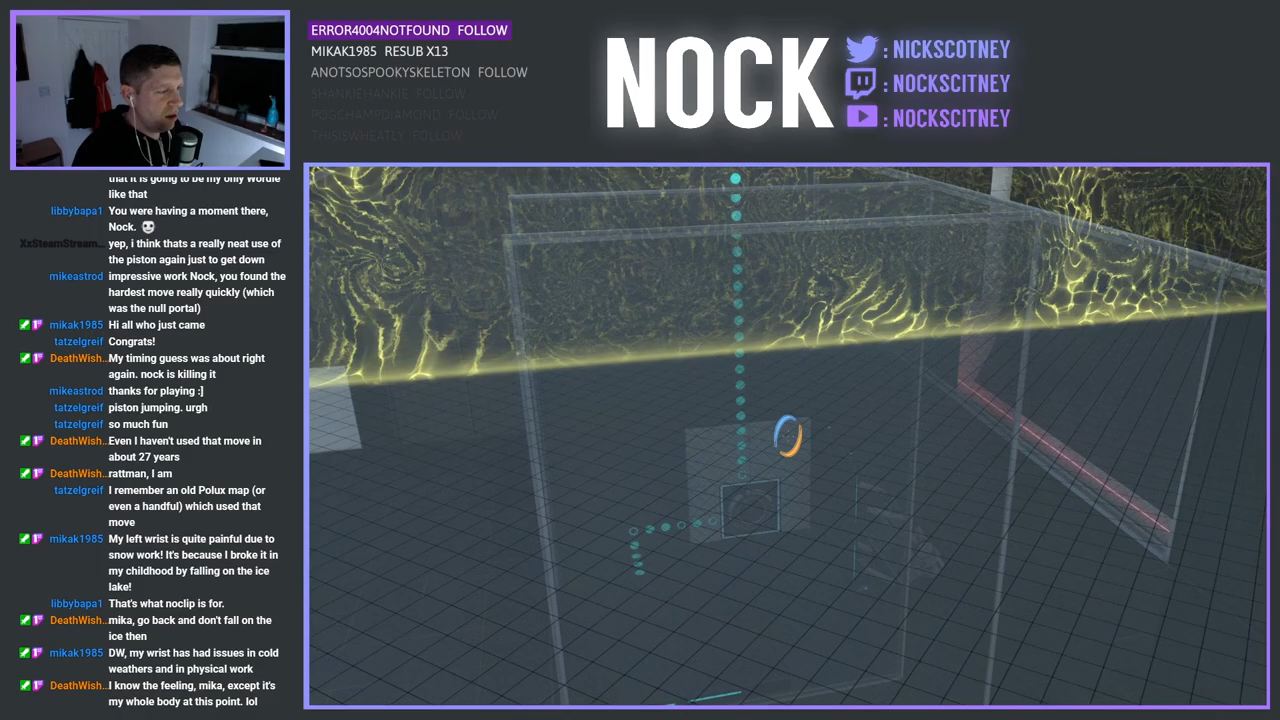 ERROR4004NOTFOUND FOLLOW
MIKAK1985 RESUB X13
ANOTSOSPOOKYSKELETON FOLLOW
SHANKIEHANKIE FOLLOW
POGCHAMPDIAMOND FOLLOW
THISISWHEATLY FOLLOW
NOCK
: NICKSCOTNEY
: NOCKSCITNEY
: NOCKSCITNEY
that it is going to be my only Wordle
like that
libbybapa1 You were having a moment there,
Nock.
XxSteamStream... yep, i think thats a really neat use of
the piston again just to get down
mikeastrod impressive work Nock, you found the
hardest move really quickly (which
was the null portal)
mikak1985 Hi all who just came
tatzelgreif Congrats!
DeathWish... My timing guess was about right
again. nock is killing it
mikeastrod thanks for playing :]
tatzelgreif piston jumping. urgh
tatzelgreif so much fun
DeathWish... Even I haven't used that move in
about 27 years
DeathWish... rattman, I am
tatzelgreif I remember an old Polux map (or
even a handful) which used that
move
mikak1985 My left wrist is quite painful due to
snow work! It's because I broke it in
my childhood by falling on the ice
lake!
libbybapa1 That's what noclip is for.
DeathWish... mika, go back and don't fall on the
ice then
mikak1985 DW, my wrist has had issues in cold
weathers and in physical work
DeathWish... I know the feeling, mika, except it's
my whole body at this point. lol